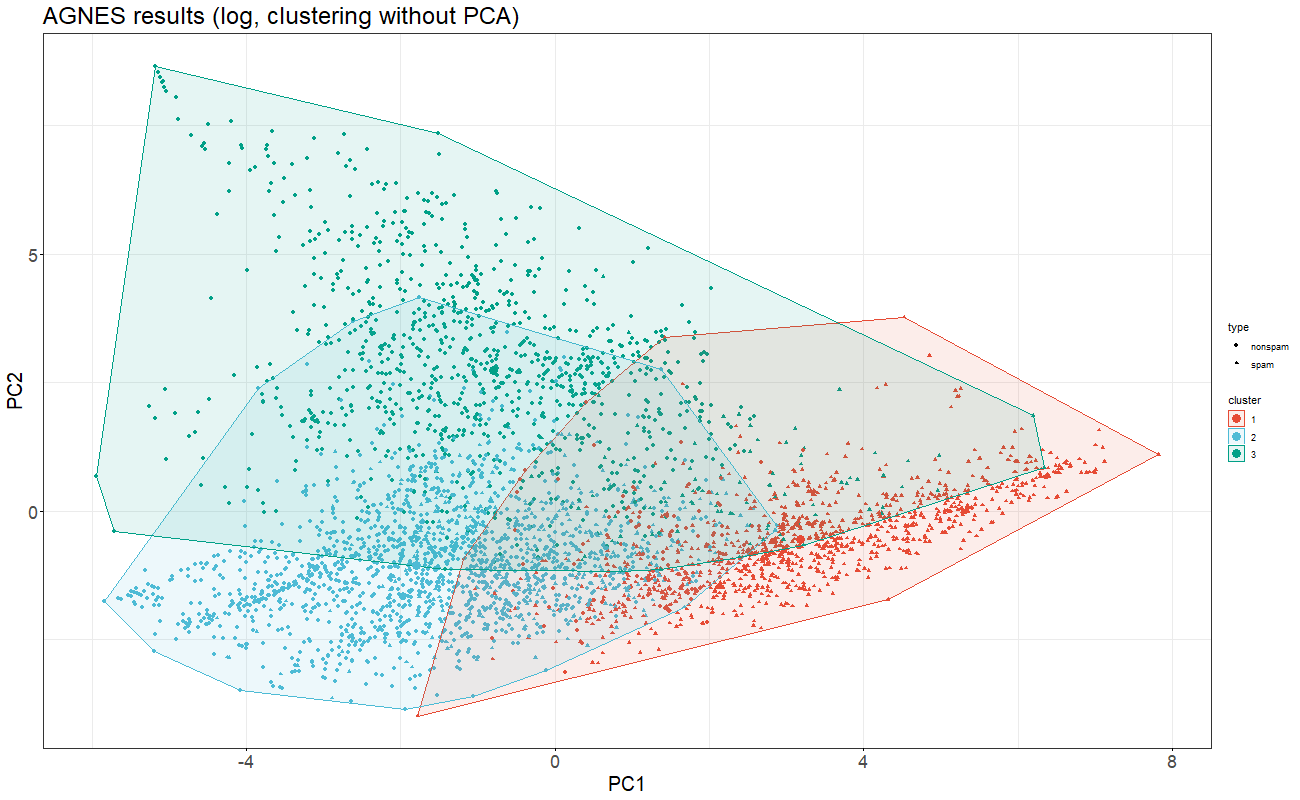 AGNES results (log, clustering without PCA)
5
0
-4
0
4
8
PC1
PC2
type
nonspam
spam
cluster
1
2
3